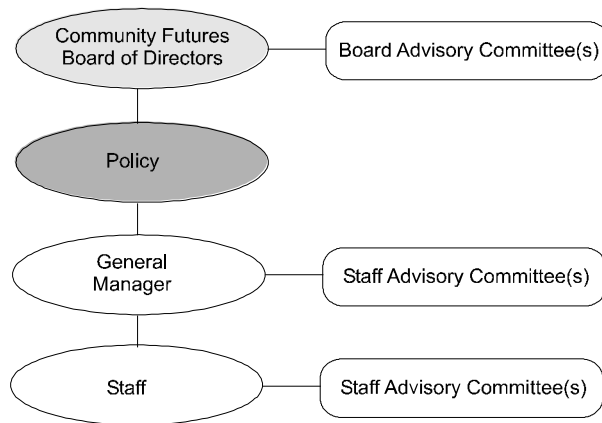 Community Futures
Board of Directors
Board Advisory Committee(s)
Policy
General
Manager
Staff Advisory Committee(s)
Staff
Staff Advisory Committee(s)